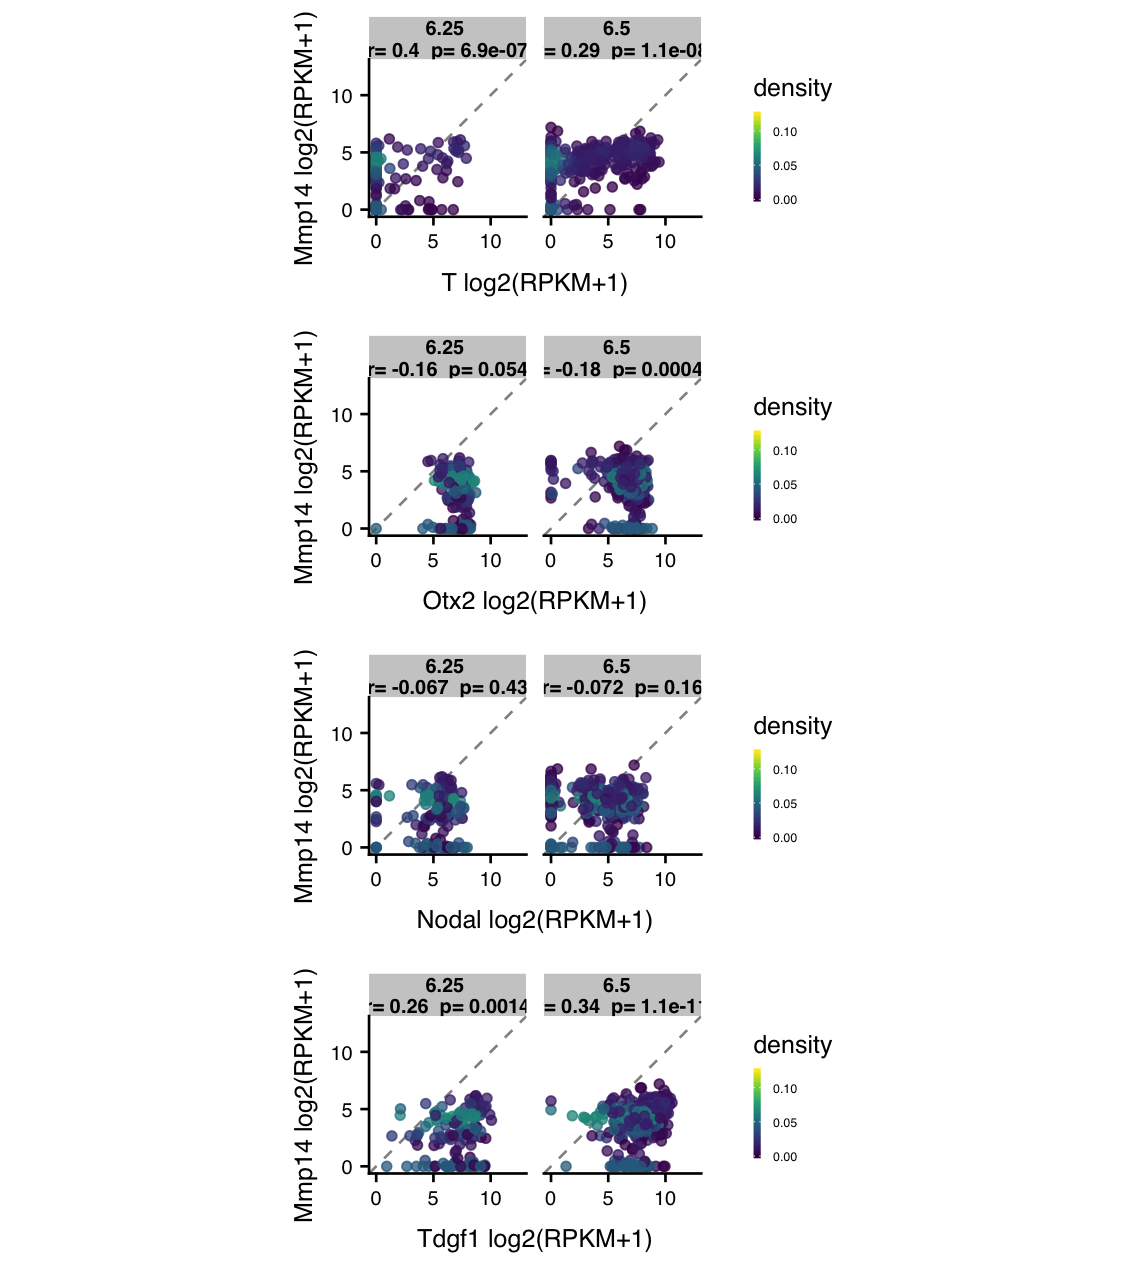 6.25
r= 0.4 p= 6.9e-07
6.5
= 0.29 p= 1.1e-08
Mmp14 log2(RPKM+1)
10
5
0
0 5 10
0 5 10
T log2(RPKM+1)
density
0.10
0.05
0.00
6.25
r= -0.16 p= 0.054
6.5
= -0.18 p= 0.0004
Mmp14 log2(RPKM+1)
10
5
0
0 5 10
0 5 10
Otx2 log2(RPKM+1)
density
0.10
0.05
0.00
6.25
r= -0.067 p= 0.43
6.5
r= -0.072 p= 0.16
Mmp14 log2(RPKM+1)
10
5
0
0 5 10
0 5 10
Nodal log2(RPKM+1)
density
0.10
0.05
0.00
6.25
r= 0.26 p= 0.0014
6.5
= 0.34 p= 1.1e-11
Mmp14 log2(RPKM+1)
10
5
0
0 5 10
0 5 10
Tdgf1 log2(RPKM+1)
density
0.10
0.05
0.00